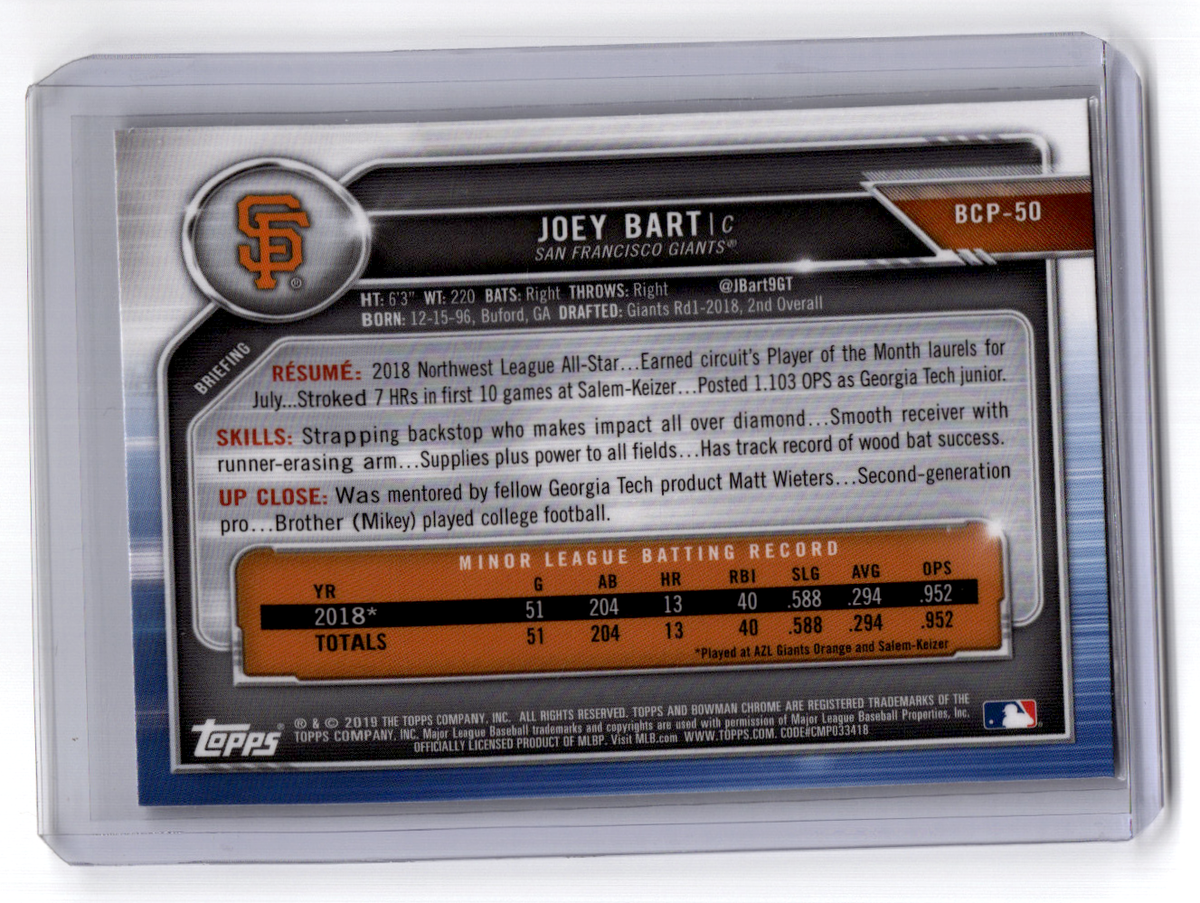 SF®
JOEY BART | C
BCP-50
SAN FRANCISCO GIANTS®
HT: 6'3" WT: 220 BATS: Right THROWS: Right @JBart9GT
BORN: 12-15-96, Buford, GA DRAFTED: Giants Rd1-2018, 2nd Overall
BRIEFING
RÉSUMÉ: 2018 Northwest League All-Star...Earned circuit's Player of the Month laurels for
July...Stroked 7 HRs in first 10 games at Salem-Keizer...Posted 1.103 OPS as Georgia Tech junior.
SKILLS: Strapping backstop who makes impact all over diamond...Smooth receiver with
runner-erasing arm...Supplies plus power to all fields...Has track record of wood bat success.
UP CLOSE: Was mentored by fellow Georgia Tech product Matt Wieters...Second-generation
pro...Brother (Mikey) played college football.
MINOR LEAGUE BATTING RECORD
YR G AB HR RBI SLG AVG OPS
2018* 51 204 13 40 .588 .294 .952
TOTALS 51 204 13 40 .588 .294 .952
*Played at AZL Giants Orange and Salem-Keizer
topps®
® & © 2019 THE TOPPS COMPANY, INC. ALL RIGHTS RESERVED. TOPPS AND BOWMAN CHROME ARE REGISTERED TRADEMARKS OF THE
TOPPS COMPANY, INC. Major League Baseball trademarks and copyrights are used with permission of Major League Baseball Properties, Inc.
OFFICIALLY LICENSED PRODUCT OF MLBP. Visit MLB.com WWW.TOPPS.COM. CODE#CMP033418